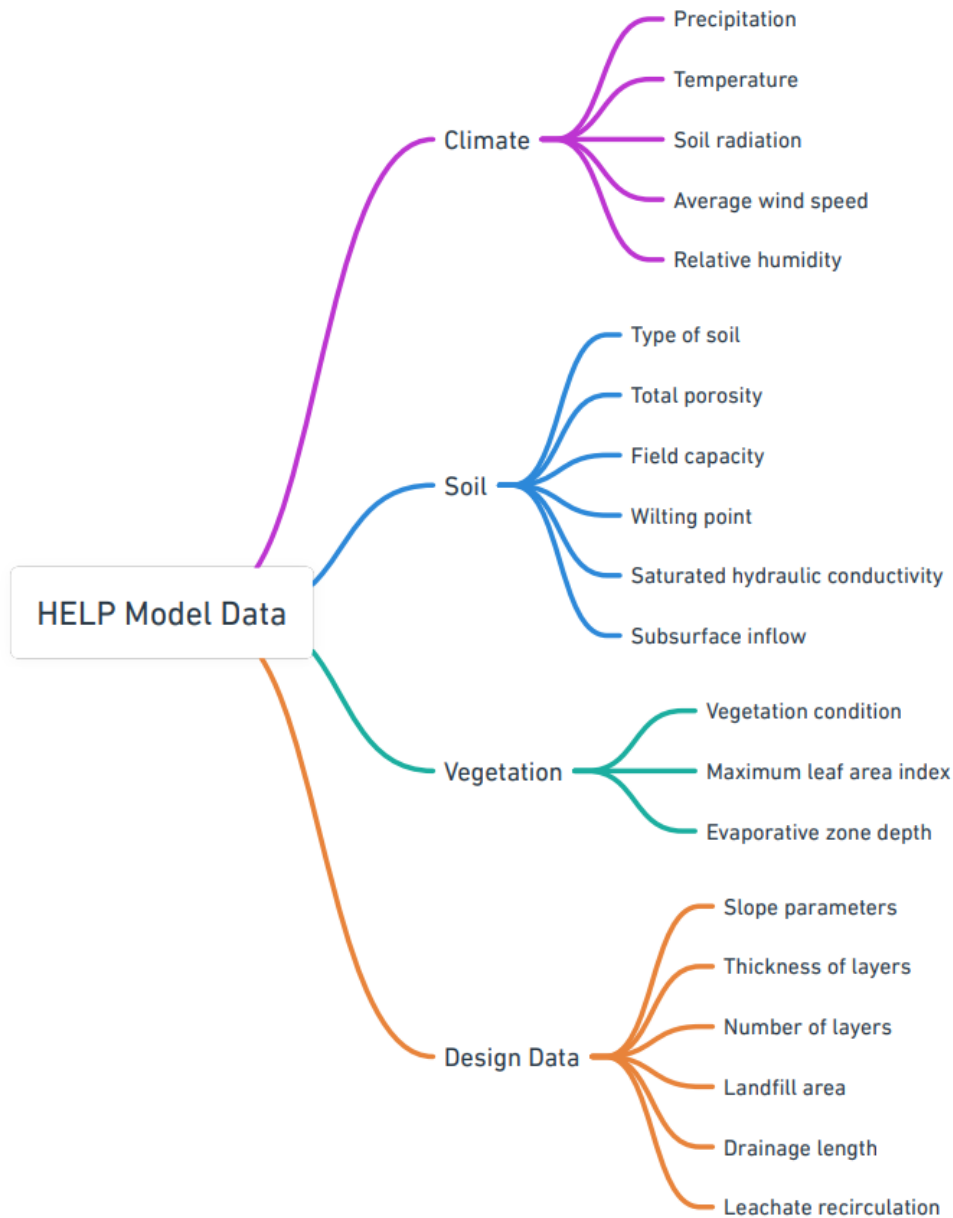 HELP Model Data
Climate
Precipitation
Temperature
Soil radiation
Average wind speed
Relative humidity
Soil
Type of soil
Total porosity
Field capacity
Wilting point
Saturated hydraulic conductivity
Subsurface inflow
Vegetation
Vegetation condition
Maximum leaf area index
Evaporative zone depth
Design Data
Slope parameters
Thickness of layers
Number of layers
Landfill area
Drainage length
Leachate recirculation